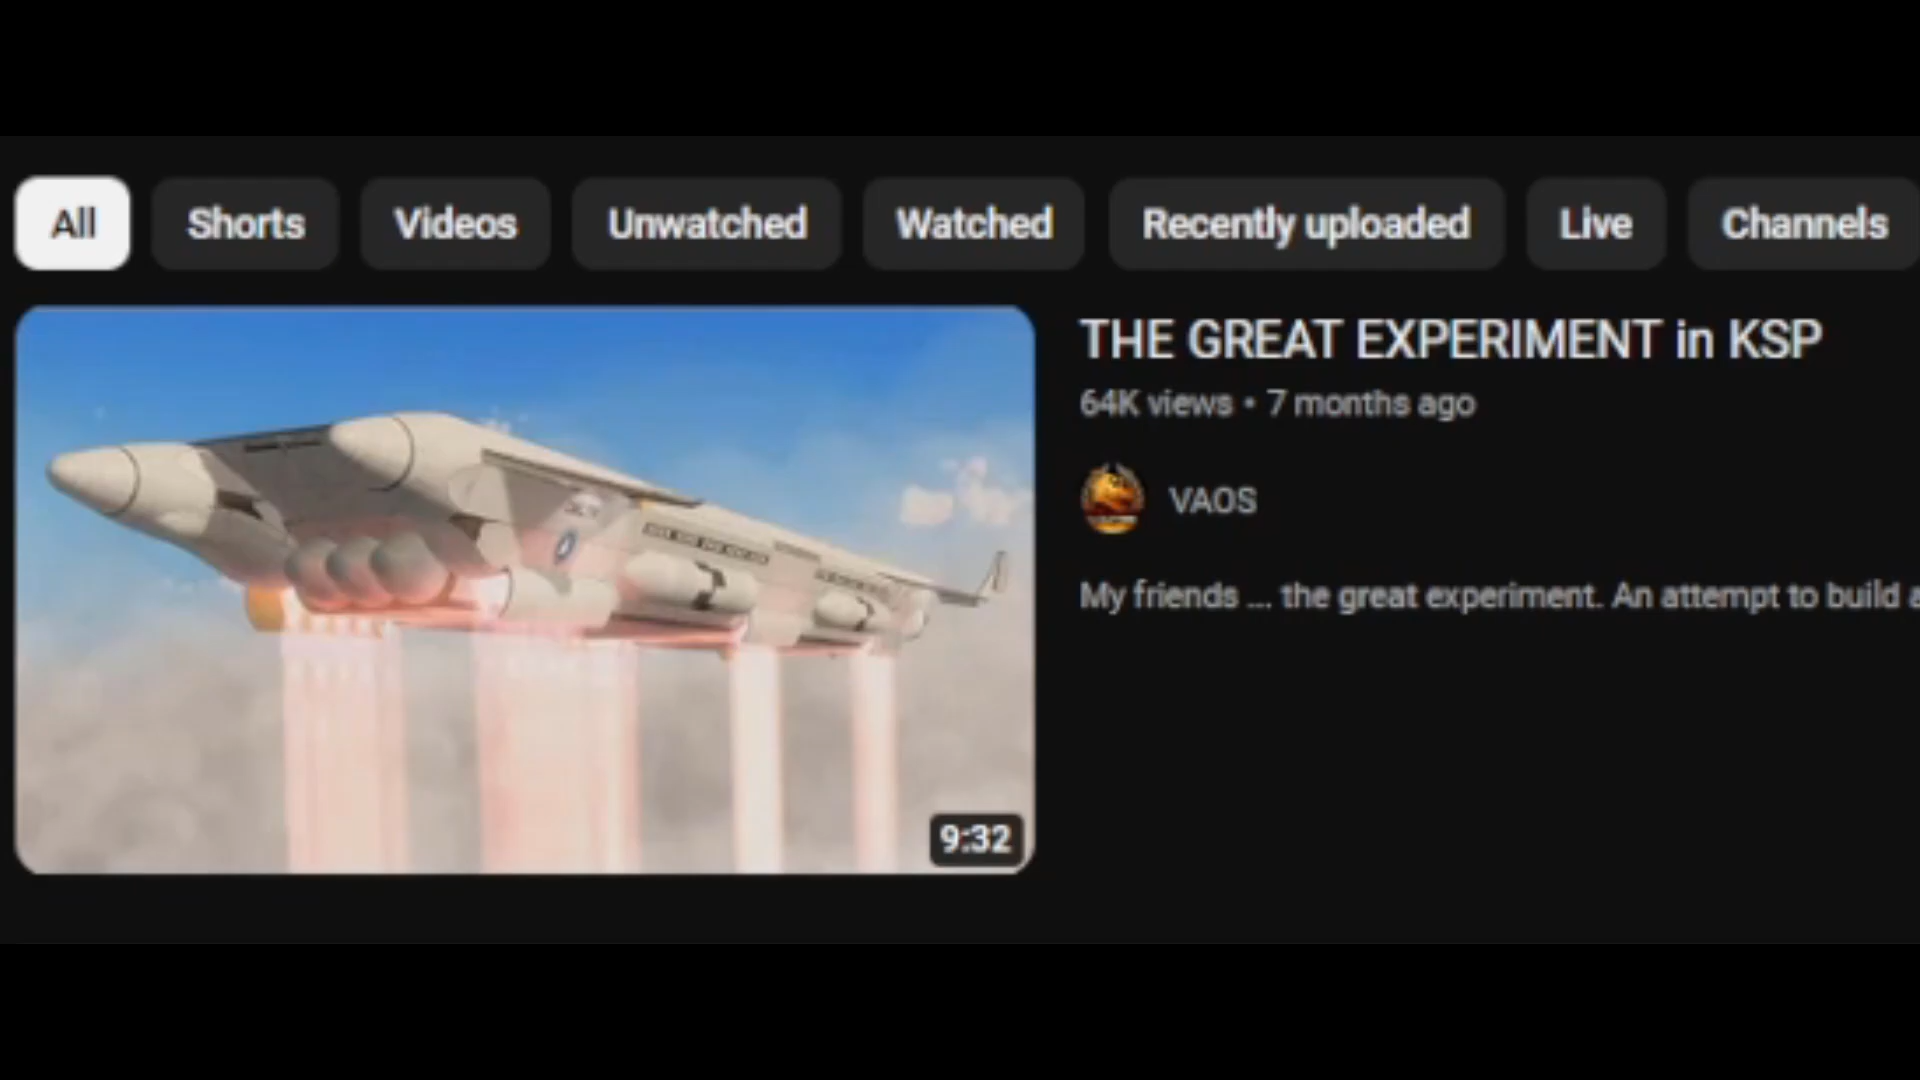 All Shorts Videos Unwatched Watched Recently uploaded Live Channels
THE GREAT EXPERIMENT in KSP
64K views • 7 months ago
VAOS
My friends ... the great experiment. An attempt to build
9:32